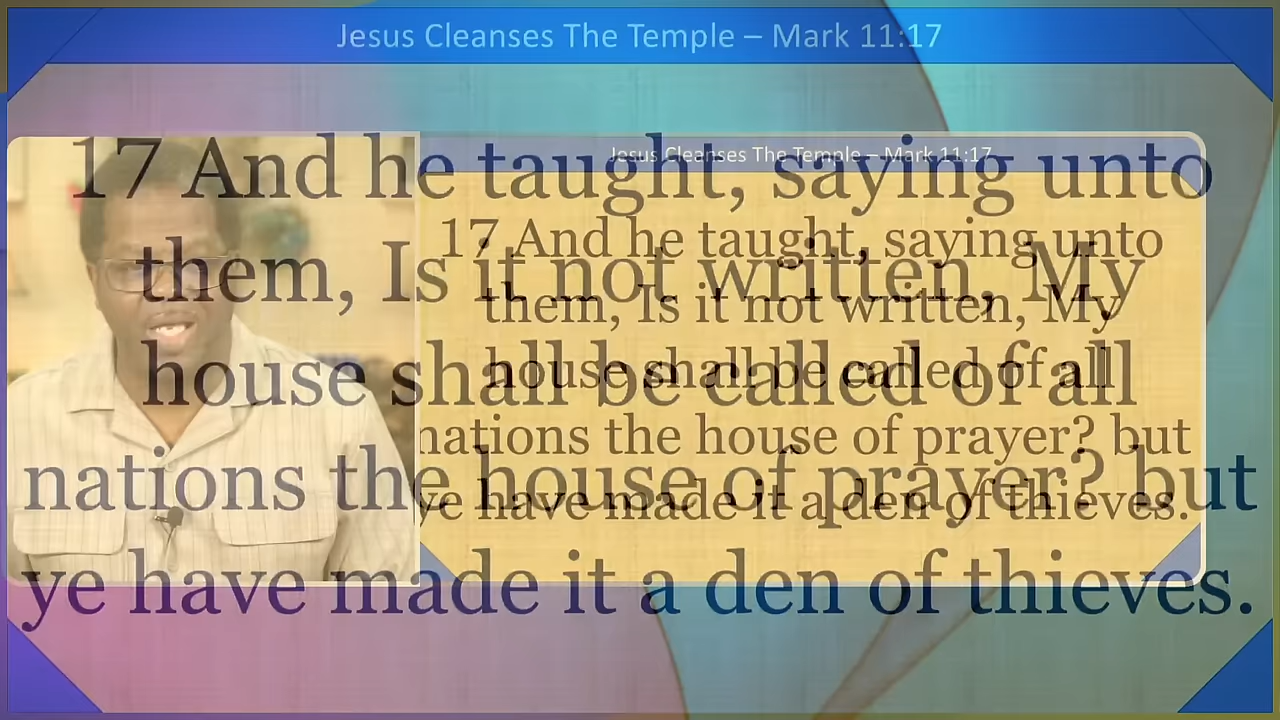 Jesus Cleanses The Temple – Mark 11:17
17 And he taught, saying unto
them, Is it not written, My
house shall be called of all
nations the house of prayer? but
ye have made it a den of thieves.
Jesus Cleanses The Temple – Mark 11:17
17 And he taught, saying unto
them, Is it not written, My
house shall be called of all
nations the house of prayer? but
ye have made it a den of thieves.